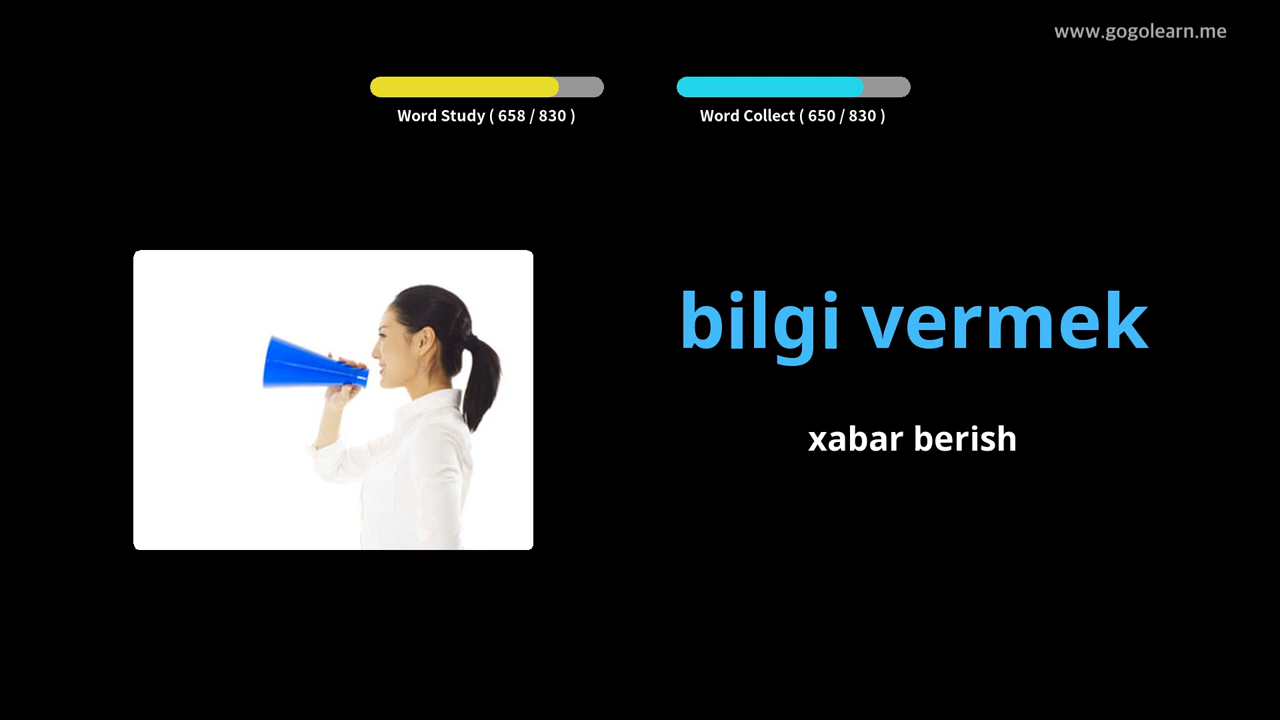 www.gogolearn.me
Word Study ( 658 / 830 )
Word Collect ( 650 / 830 )
bilgi vermek
xabar berish